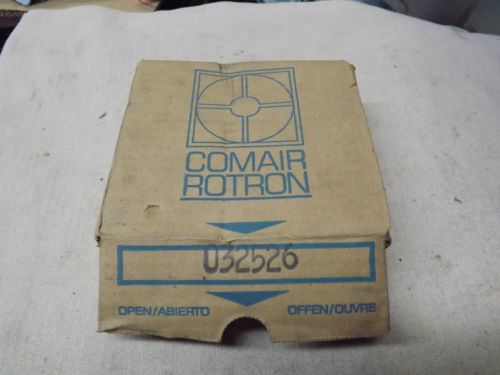 COMAIR
ROTRON
032526
OPEN/ABIERTO OFFEN/OUVRE